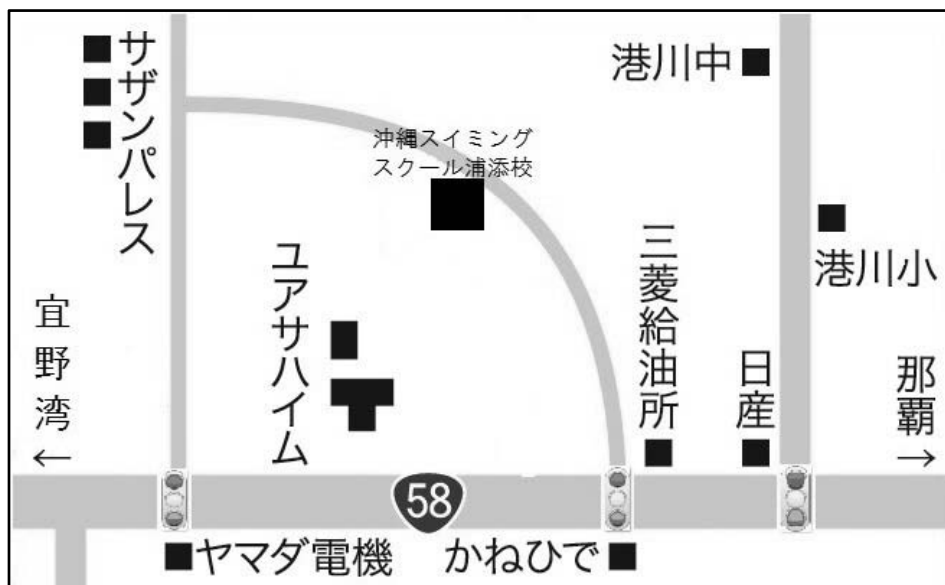 サザンパレス
港川中
沖縄スイミング
スクール浦添校
港川小
ユアサハイム
三菱給油所
日産
宜野湾
←
那覇
→
58
ヤマダ電機
かねひで